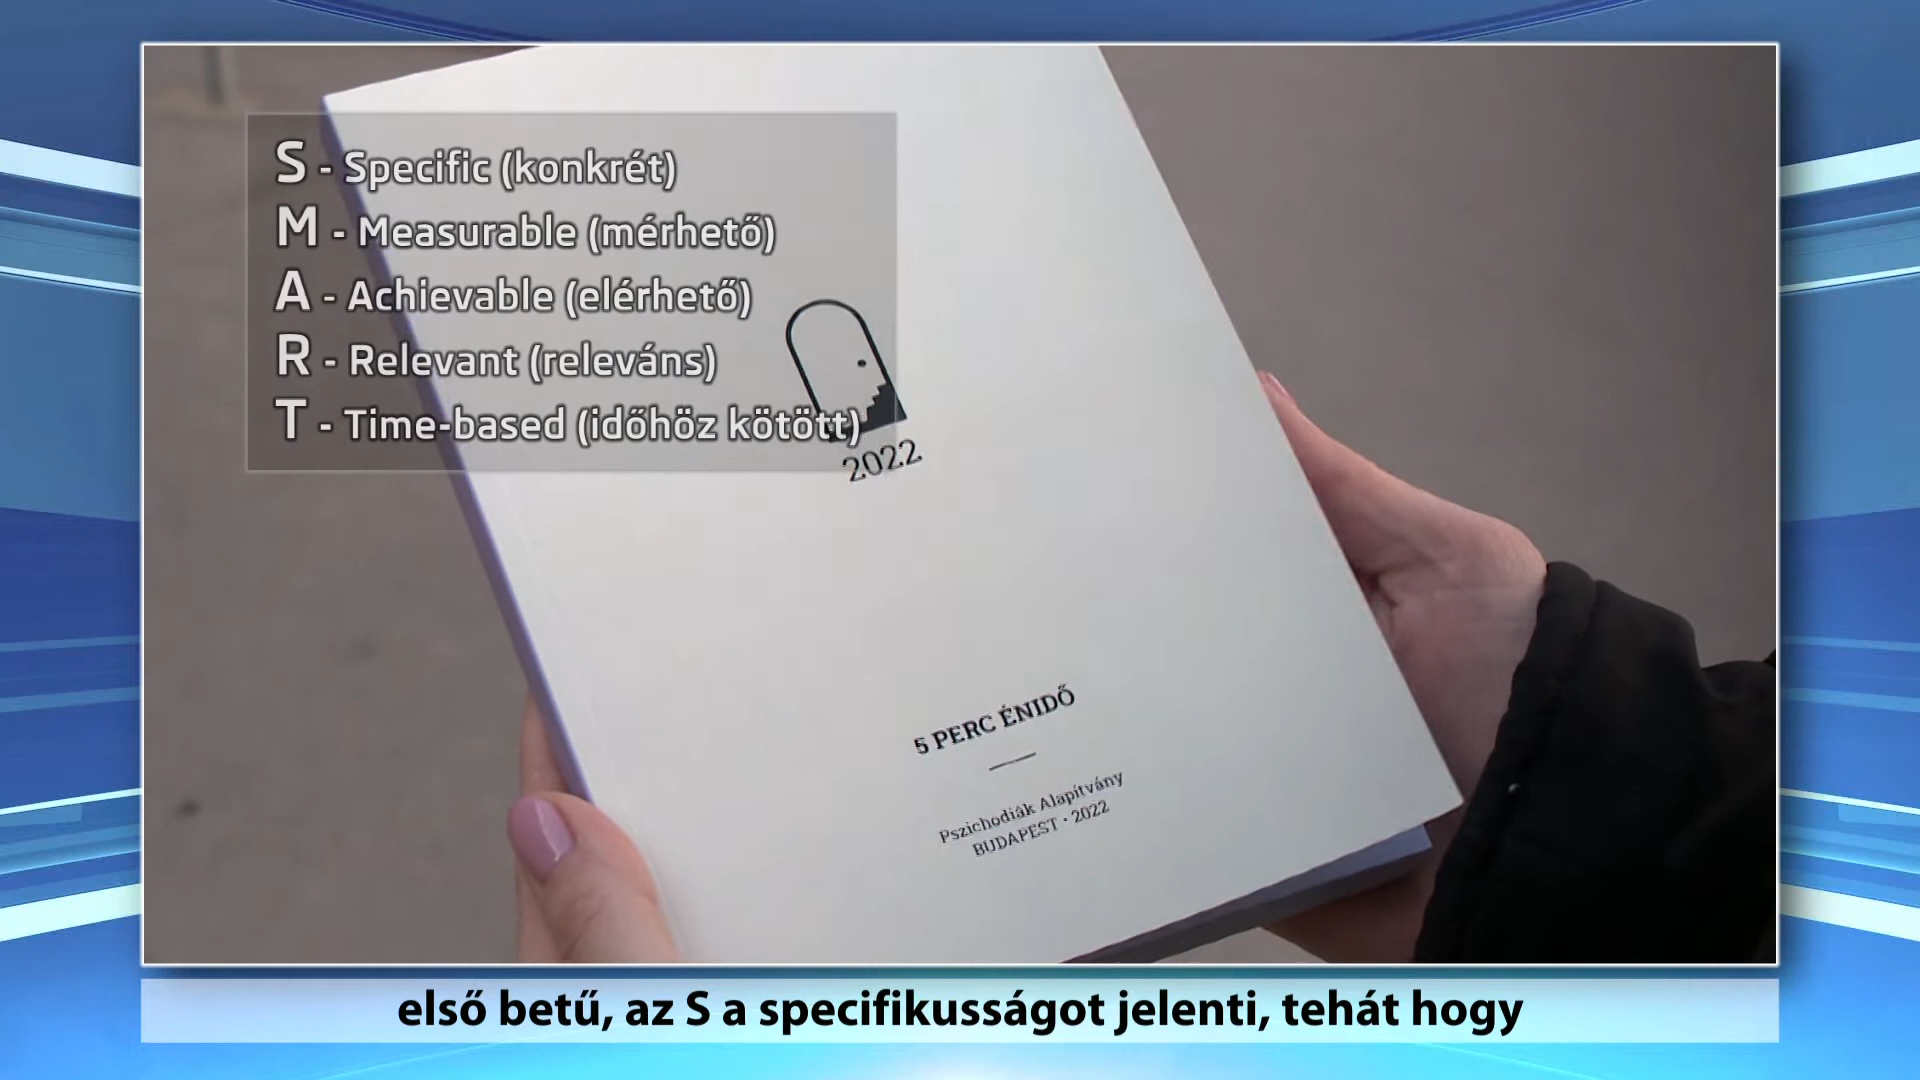 S - Specific (konkrét)
M - Measurable (mérhető)
A - Achievable (elérhető)
R - Relevant (releváns)
T - Time-based (időhöz kötött)
2022
5 PERC ÉNIDŐ
Pszichodiák Alapítvány
BUDAPEST • 2022
első betű, az S a specifikusságot jelenti, tehát hogy